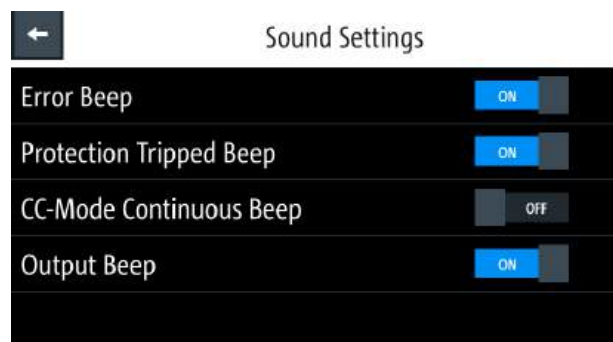 Sound Settings
Error Beep ON
Protection Tripped Beep ON
CC-Mode Continuous Beep OFF
Output Beep ON